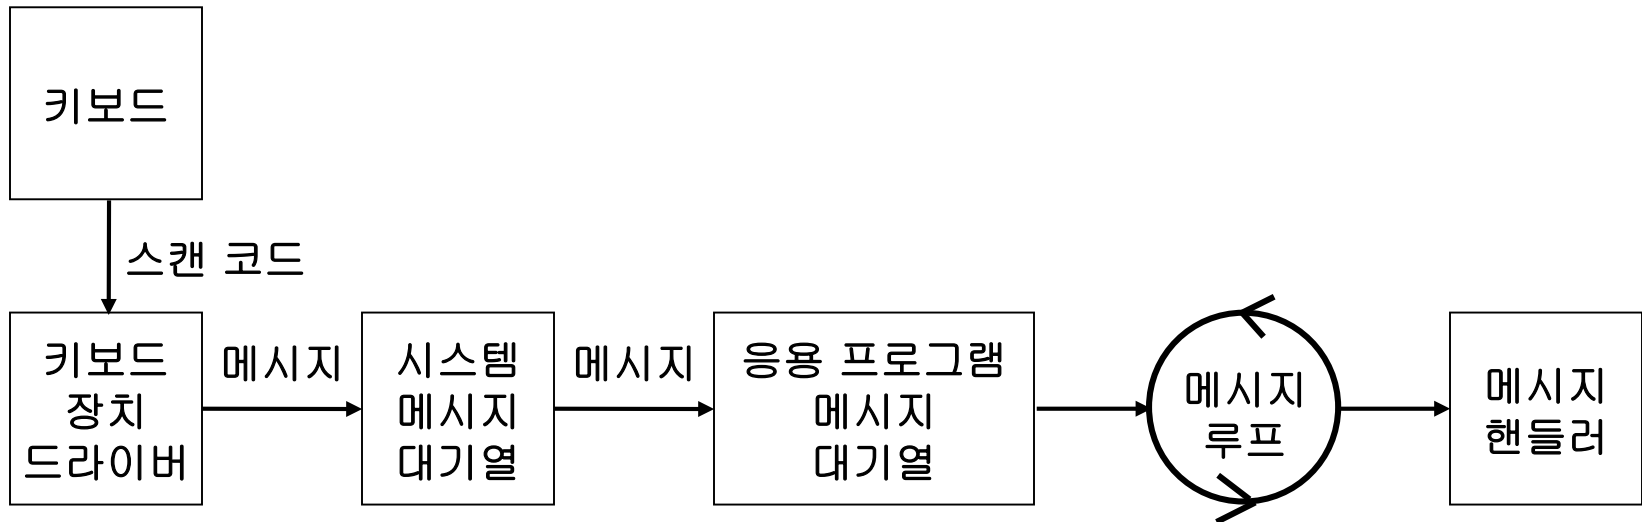 키보드
스캔 코드
키보드
장치
드라이버
메시지
시스템
메시지
대기열
메시지
응용 프로그램
메시지
대기열
메시지
루프
메시지
핸들러